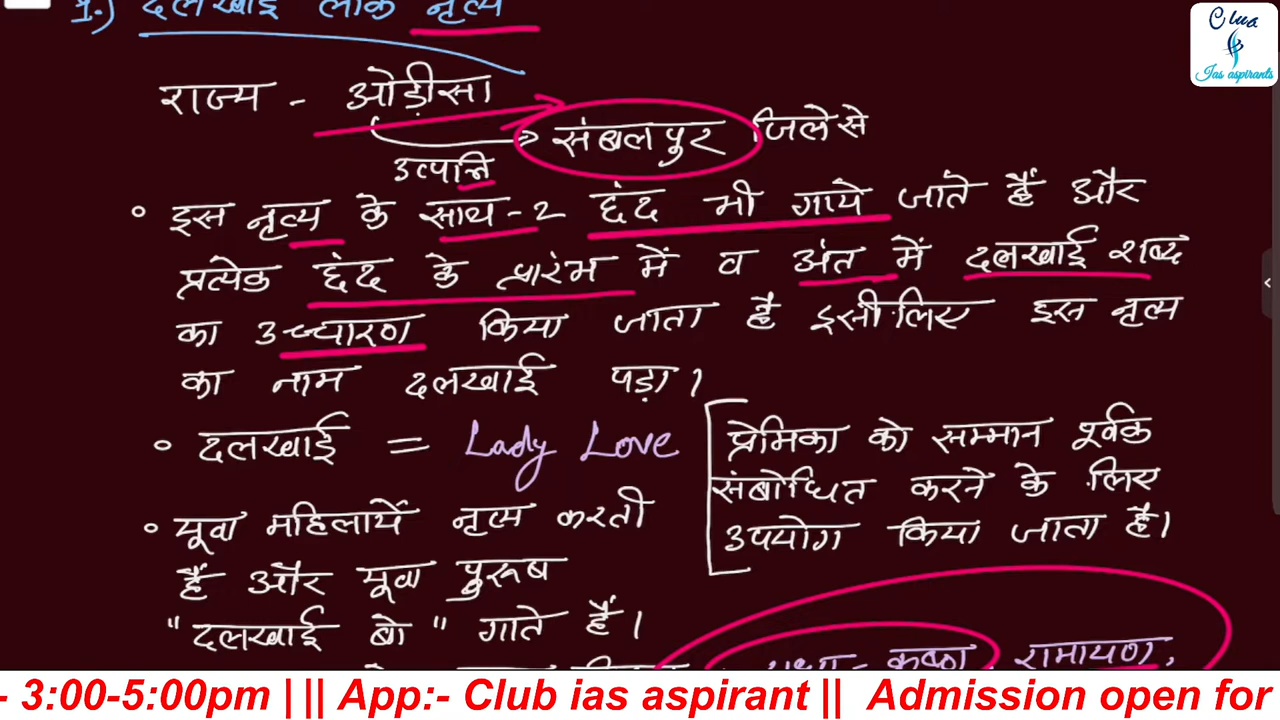 1.) दलखाई लोक नृत्य
Club
Ias aspirants
राज्य - ओड़ीसा
संबालपुर जिले से
उत्पत्ति
• इस नृत्य के साथ-2 छंद भी गाये जाते हैं और
प्रत्येक छंद के प्रारंभ में व अंत में दलखाई शब्द
का उच्चारण किया जाता है इसीलिए इस नृत्य
का नाम दलखाई पड़ा।
• दलखाई = Lady Love
प्रेमिका को सम्मान पूर्वक
संबोधित करने के लिए
उपयोग किया जाता है।
• यूवा महिलायें नृत्य करती
हैं और यूवा पुरूष
"दलखाई बो" गाते हैं।
कृष्णा, रामायण,
- 3:00-5:00pm | || App:- Club ias aspirant || Admission open for